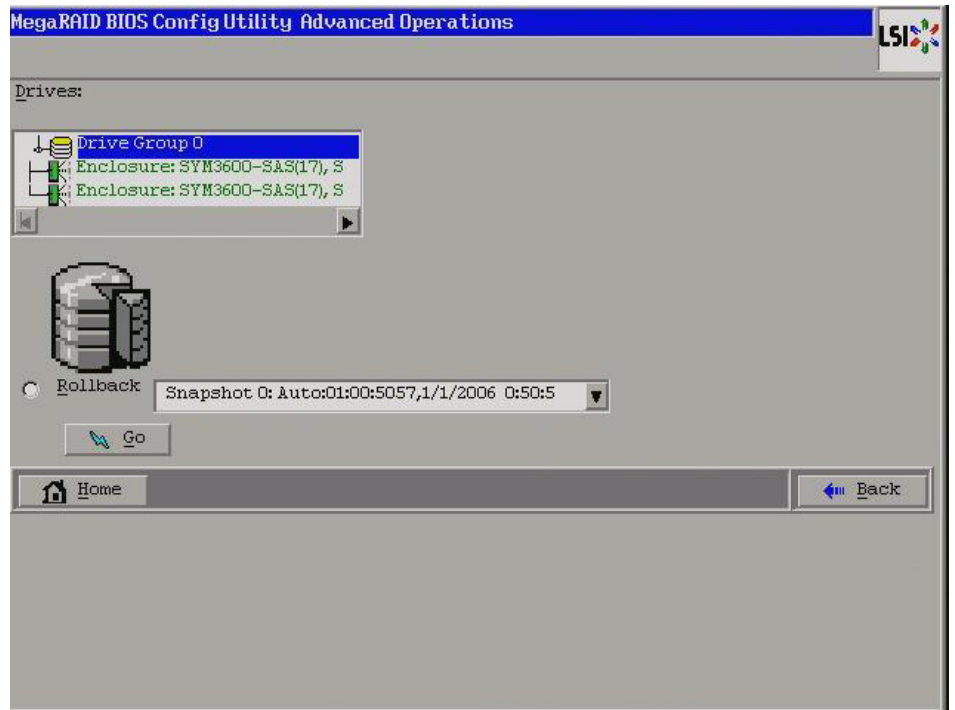 MegaRAID BIOS Config Utility Advanced Operations
LSI
Drives:
Drive Group 0
Enclosure: SYM3600-SAS(17), S
Enclosure: SYM3600-SAS(17), S
Rollback
Snapshot 0: Auto:01:00:5057,1/1/2006 0:50:5
Go
Home
Back